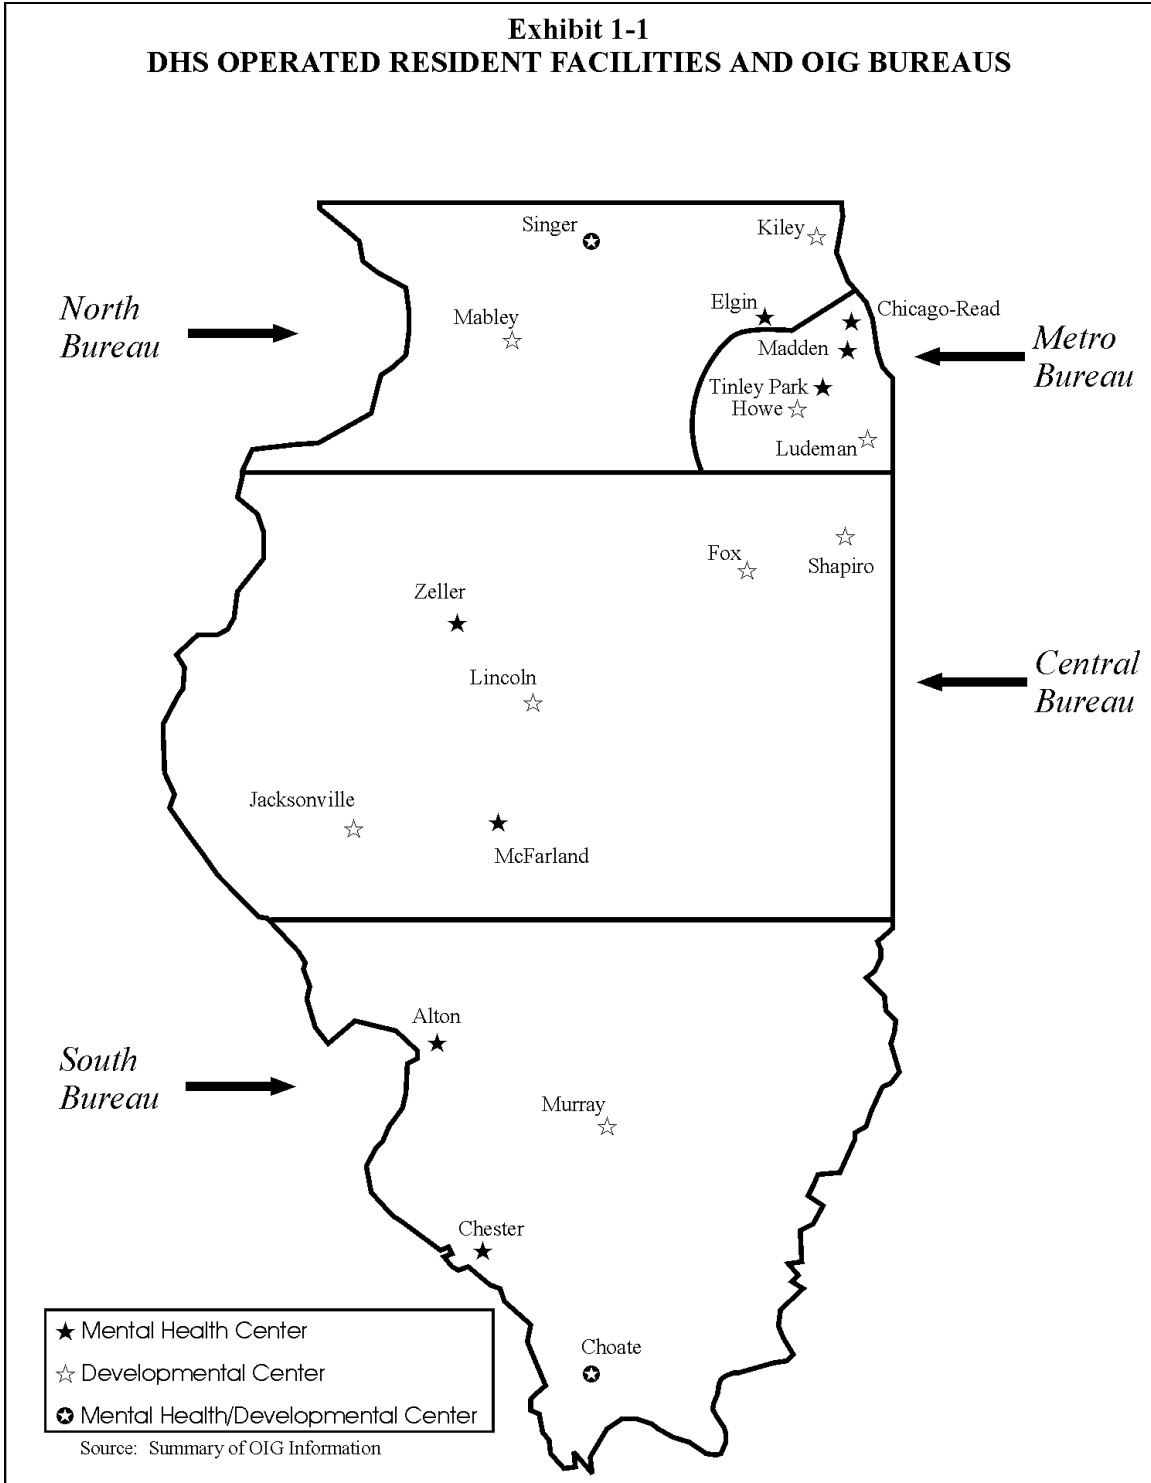 Exhibit 1-1
DHS OPERATED RESIDENT FACILITIES AND OIG BUREAUS
Singer
Kiley
North
Bureau
Mabley
Elgin
Chicago-Read
Madden
Metro
Bureau
Tinley Park
Howe
Ludeman
Fox
Shapiro
Zeller
Lincoln
Central
Bureau
Jacksonville
McFarland
Alton
South
Bureau
Murray
Chester
Choate
Mental Health Center
Developmental Center
Mental Health/Developmental Center
Source: Summary of OIG Information